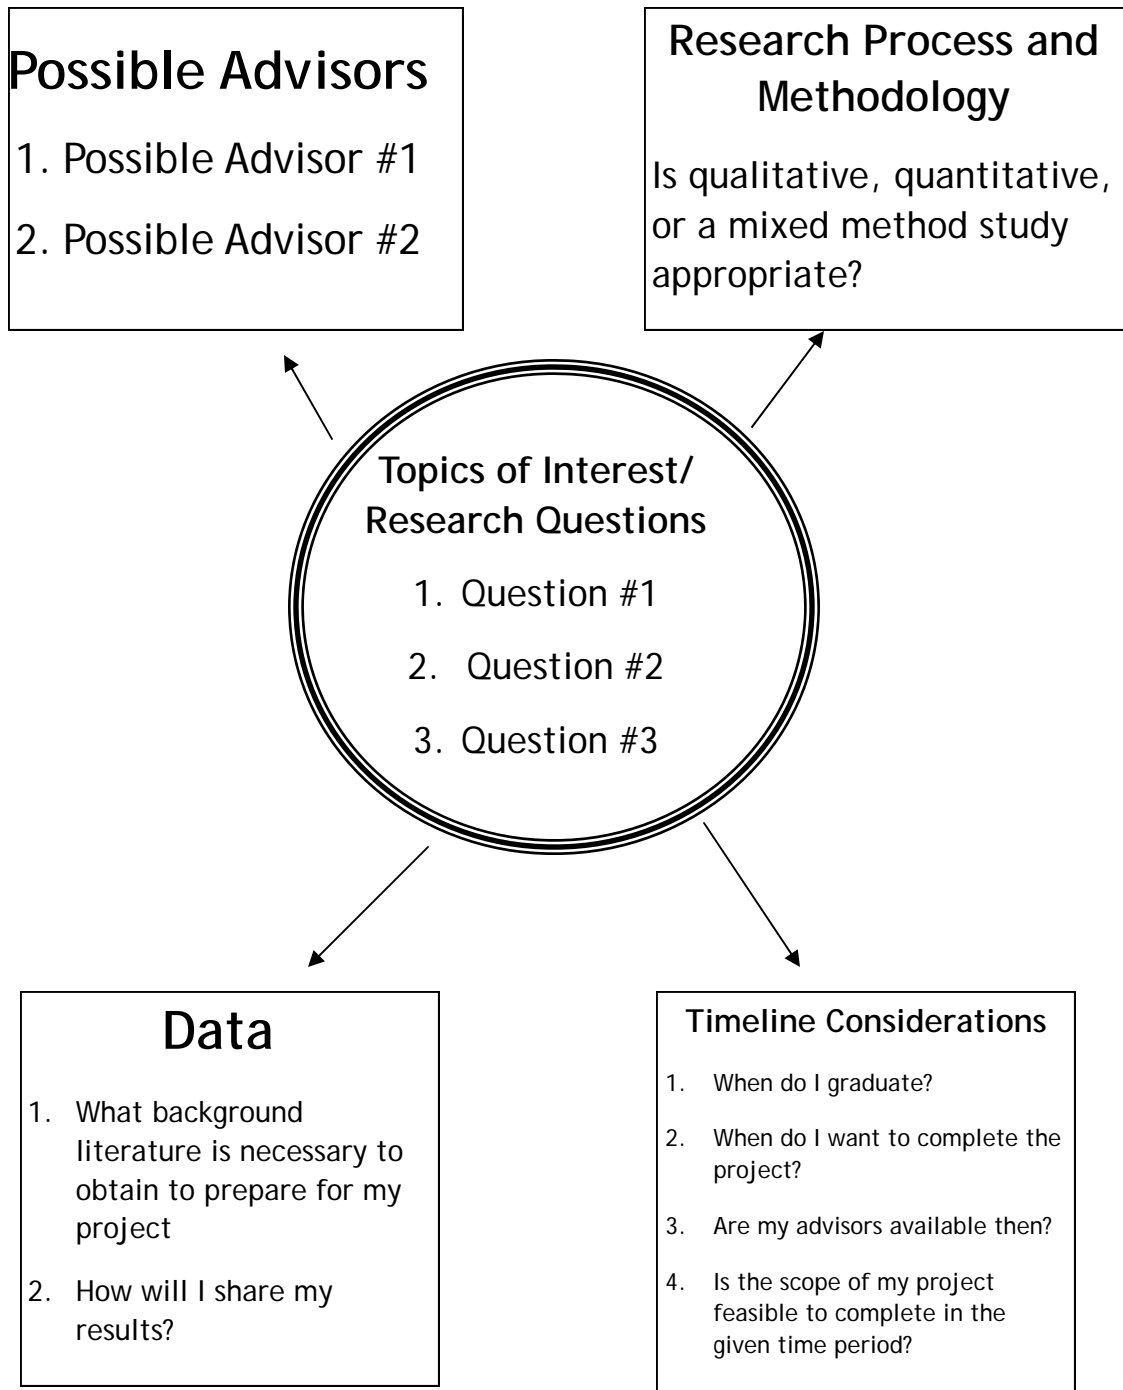 Possible Advisors
1. Possible Advisor #1
2. Possible Advisor #2
Research Process and
Methodology
Is qualitative, quantitative,
or a mixed method study
appropriate?
Topics of Interest/
Research Questions
1. Question #1
2. Question #2
3. Question #3
Data
1. What background
literature is necessary to
obtain to prepare for my
project
2. How will I share my
results?
Timeline Considerations
1. When do I graduate?
2. When do I want to complete the
project?
3. Are my advisors available then?
4. Is the scope of my project
feasible to complete in the
given time period?